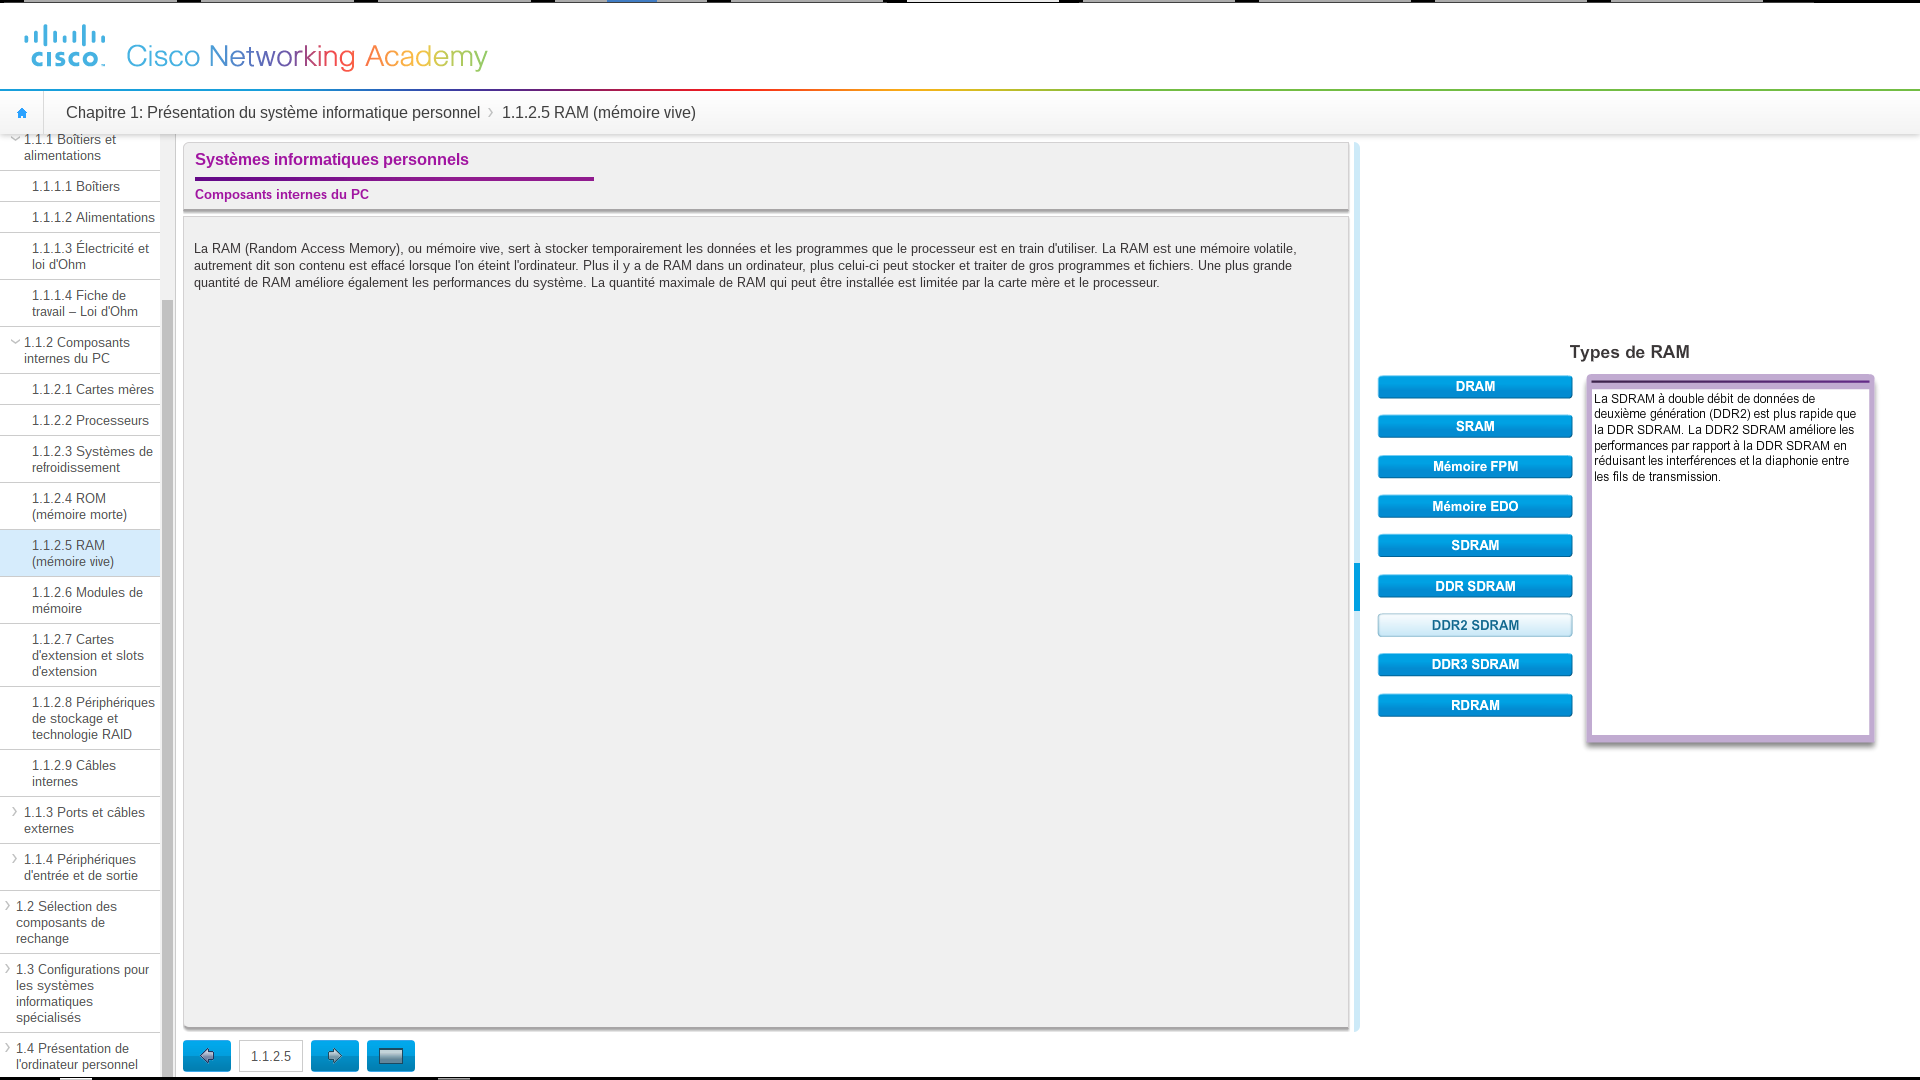 cisco
Cisco Networking Academy
Chapitre 1: Présentation du système informatique personnel
1.1.2.5 RAM (mémoire vive)
1.1.1 Boîtiers et
alimentations
1.1.1.1 Boîtiers
1.1.1.2 Alimentations
1.1.1.3 Électricité et
loi d'Ohm
1.1.1.4 Fiche de
travail – Loi d'Ohm
1.1.2 Composants
internes du PC
1.1.2.1 Cartes mères
1.1.2.2 Processeurs
1.1.2.3 Systèmes de
refroidissement
1.1.2.4 ROM
(mémoire morte)
1.1.2.5 RAM
(mémoire vive)
1.1.2.6 Modules de
mémoire
1.1.2.7 Cartes
d'extension et slots
d'extension
1.1.2.8 Périphériques
de stockage et
technologie RAID
1.1.2.9 Câbles
internes
1.1.3 Ports et câbles
externes
1.1.4 Périphériques
d'entrée et de sortie
1.2 Sélection des
composants de
rechange
1.3 Configurations pour
les systèmes
informatiques
spécialisés
1.4 Présentation de
l'ordinateur personnel
Systèmes informatiques personnels
Composants internes du PC
La RAM (Random Access Memory), ou mémoire vive, sert à stocker temporairement les données et les programmes que le processeur est en train d'utiliser. La RAM est une mémoire volatile,
autrement dit son contenu est effacé lorsque l'on éteint l'ordinateur. Plus il y a de RAM dans un ordinateur, plus celui-ci peut stocker et traiter de gros programmes et fichiers. Une plus grande
quantité de RAM améliore également les performances du système. La quantité maximale de RAM qui peut être installée est limitée par la carte mère et le processeur.
1.1.2.5
Types de RAM
DRAM
SRAM
Mémoire FPM
Mémoire EDO
SDRAM
DDR SDRAM
DDR2 SDRAM
DDR3 SDRAM
RDRAM
La SDRAM à double débit de données de
deuxième génération (DDR2) est plus rapide que
la DDR SDRAM. La DDR2 SDRAM améliore les
performances par rapport à la DDR SDRAM en
réduisant les interférences et la diaphonie entre
les fils de transmission.